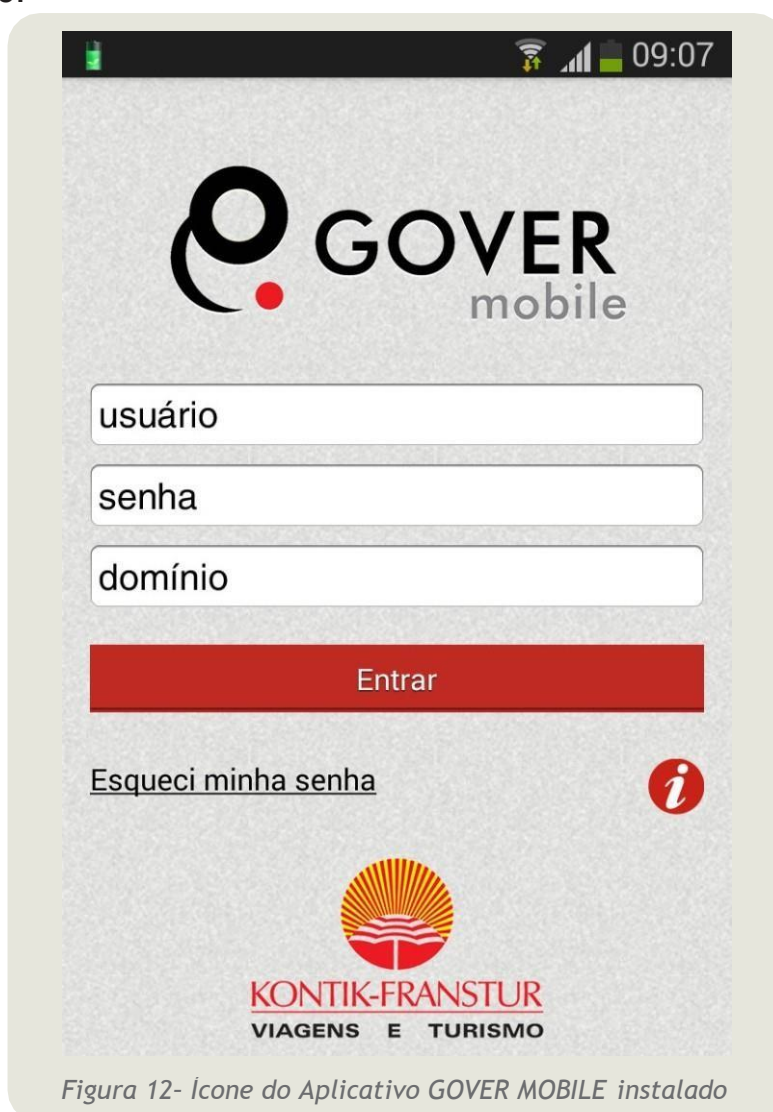 09:07
GOVER
mobile
usuário
senha
domínio
Entrar
Esqueci minha senha
i
KONTIK-FRANSTUR
VIAGENS E TURISMO
Figura 12– Ícone do Aplicativo GOVER MOBILE instalado